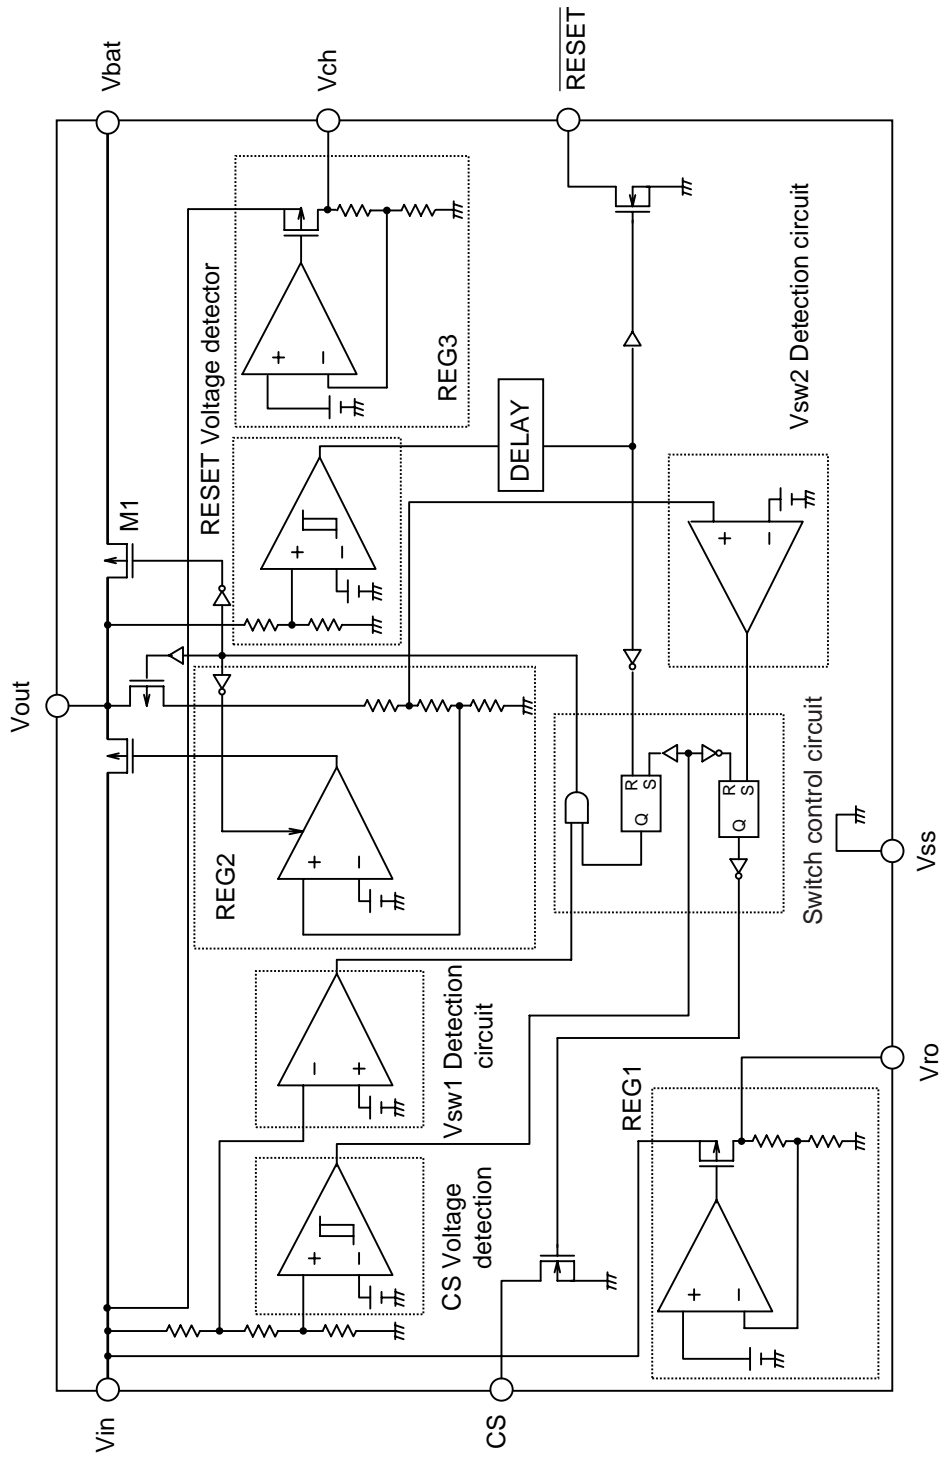 Vbat
Vch
RESET
RESET Voltage detector
M1
+
−
REG3
DELAY
Vsw2 Detection circuit
+
−
+
−
Vout
REG2
+
−
R
S
Q
R
S
Q
Switch control circuit
Vss
Vsw1 Detection
circuit
−
+
CS Voltage
detection
+
−
REG1
+
−
Vro
Vin
CS